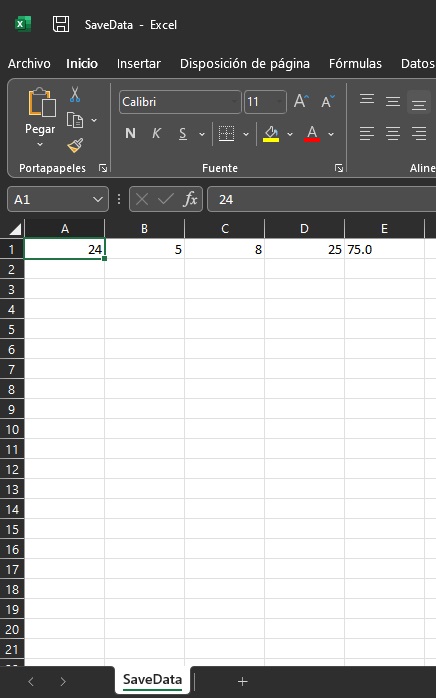 SaveData - Excel
Archivo Inicio Insertar Disposición de página Fórmulas Datos
Pegar
Calibri 11 A A
N K S A
Portapapeles Fuente Aline
A1 fx 24
A B C D E
1 24 5 8 25 75.0
2
3
4
5
6
7
8
9
10
11
12
13
14
15
16
17
18
19
20
21
SaveData +